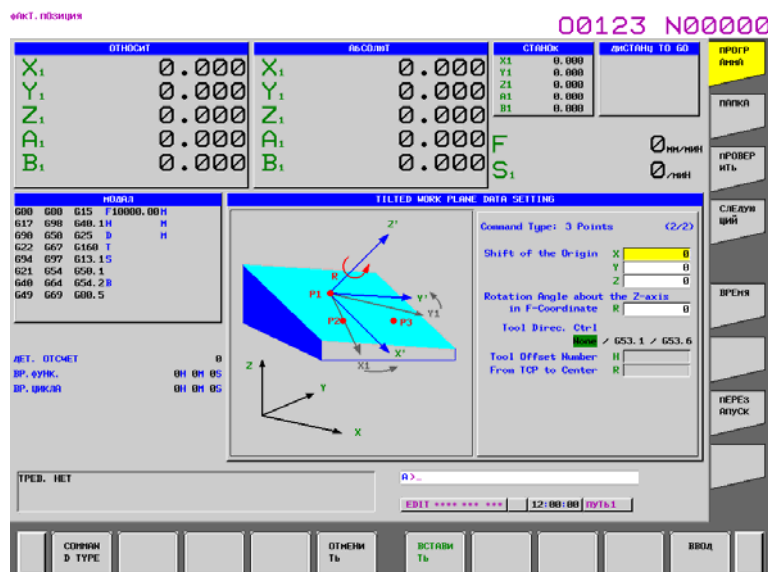 ФАКТ. ПОЗИЦИЯ
O0123 N00000
ОТНОСИТ
X1 0.000
Y1 0.000
Z1 0.000
A1 0.000
B1 0.000
АБСОЛЮТ
X1 0.000
Y1 0.000
Z1 0.000
A1 0.000
B1 0.000
СТАНОК
X1 0.000
Y1 0.000
Z1 0.000
A1 0.000
B1 0.000
ДИСТАНЦ TO GO
F 0 ММ/МИН
S1 0 /МИН
МОДАЛ
G00 G80 G15 F10000.00 M
G17 G98 G40.1 H M
G90 G50 G25 D M
G22 G67 G160 T
G94 G97 G13.1 S
G21 G54 G50.1
G40 G64 G54.2 B
G49 G69 G80.5
ДЕТ. ОТСЧЕТ 0
ВР. ФУНК. 0H 0M 0S
ВР. ЦИКЛА 0H 0M 0S
TILTED WORK PLANE DATA SETTING
Z'
R
P1
Y'
Y1
P2
P3
X'
X1
Z
Y
X
Command Type: 3 Points (2/2)
Shift of the Origin X 0
Y 0
Z 0
Rotation Angle about the Z-axis
in F-Coordinate R 0
Tool Direc. Ctrl
None / G53.1 / G53.6
Tool Offset Number H
From TCP to Center R
ТРЕВ. НЕТ
A>_
EDIT **** *** *** 12:00:00 ПУТЬ1
ПРОГР
АММА
ПАПКА
ПРОВЕР
ИТЬ
СЛЕДУЮ
ЩИЙ
ВРЕМЯ
ПЕРЕЗ
АПУСК
COMMAN
D TYPE
ОТМЕНИ
ТЬ
ВСТАВИ
ТЬ
ВВОД